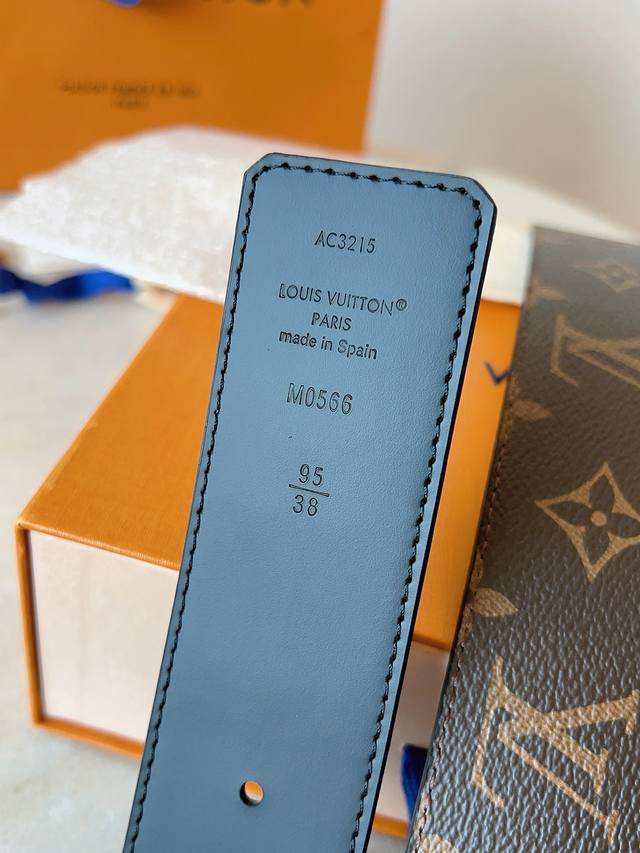 AC3215
LOUIS VUITTON®
PARIS
made in Spain
M0566
95
38